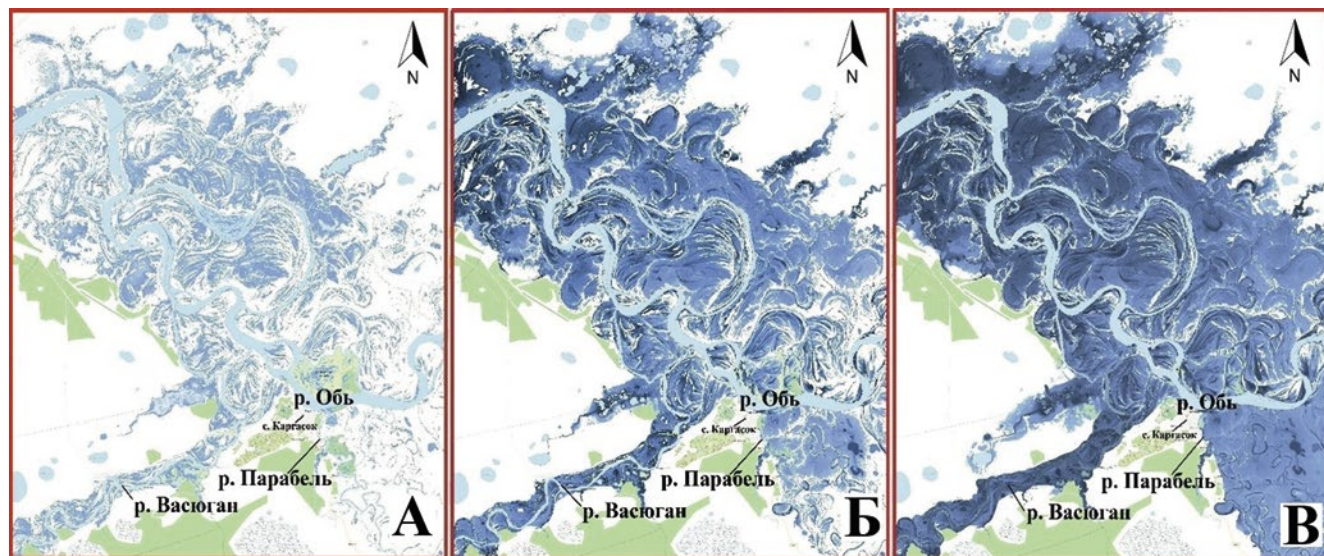 N
р. Обь
с. Каргасок
р. Парабель
р. Васюган
А
N
р. Обь
с. Каргасок
р. Парабель
р. Васюган
Б
N
р. Обь
с. Каргасок
р. Парабель
р. Васюган
В